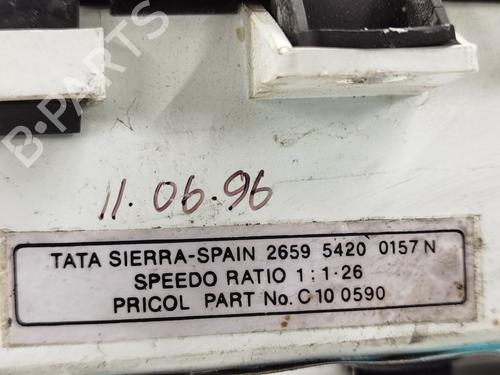 B-PARTS
11.06.96
TATA SIERRA-SPAIN 2659 5420 0157 N
SPEEDO RATIO 1:1·26
PRICOL PART No. C 10 0590